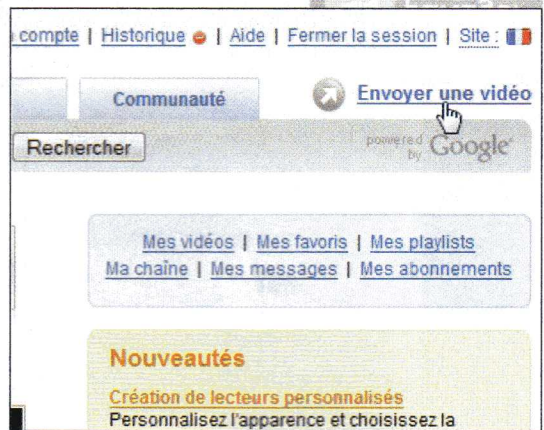 compte | Historique | Aide | Fermer la session | Site :
Communauté
Envoyer une vidéo
Rechercher
powered by Google
Mes vidéos | Mes favoris | Mes playlists
Ma chaîne | Mes messages | Mes abonnements
Nouveautés
Création de lecteurs personnalisés
Personnalisez l'apparence et choisissez la